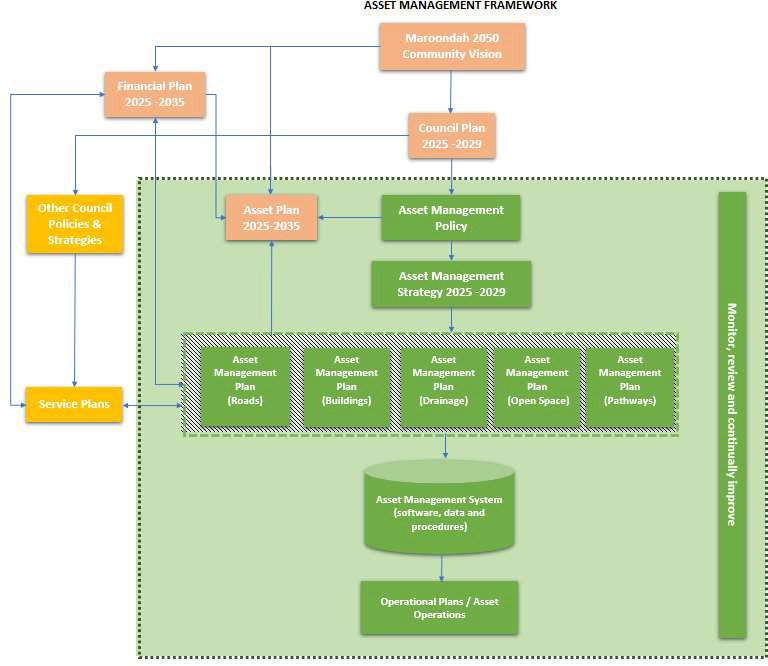 ASSET MANAGEMENT FRAMEWORK
Maroondah 2050
Community Vision
Financial Plan
2025 -2035
Council Plan
2025 -2029
Other Council
Policies &
Strategies
Asset Plan
2025-2035
Asset Management
Policy
Asset Management
Strategy 2025 -2029
Monitor, review and continually improve
Asset
Management
Plan
(Roads)
Asset
Management
Plan
(Buildings)
Asset
Management
Plan
(Drainage)
Asset
Management
Plan
(Open Space)
Asset
Management
Plan
(Pathways)
Service Plans
Asset Management System
(software, data and
procedures)
Operational Plans / Asset
Operations